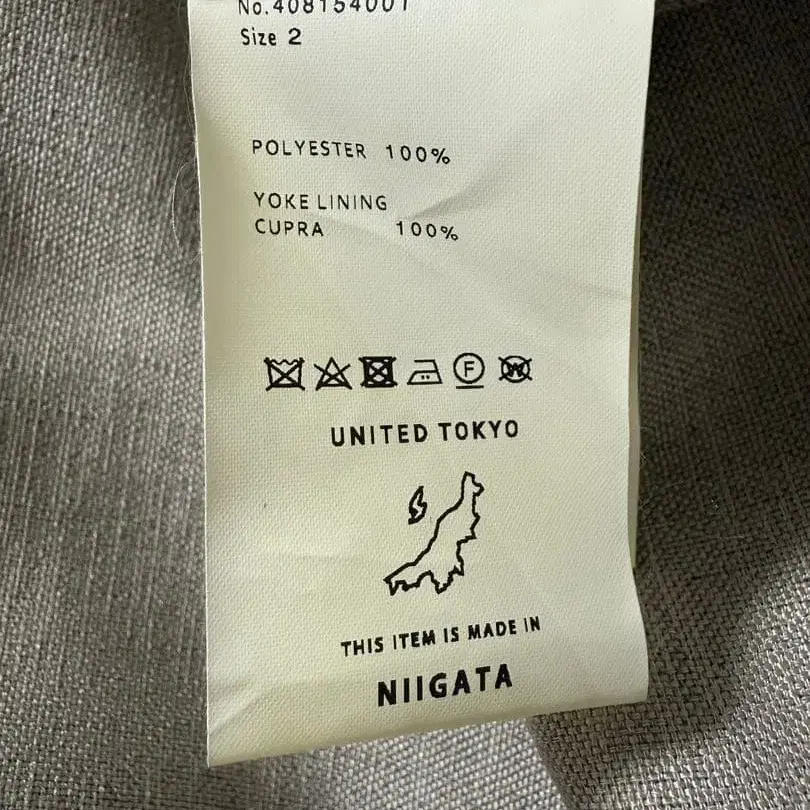 No.408154001
Size 2
POLYESTER 100%
YOKE LINING
CUPRA 100%
F W
UNITED TOKYO
THIS ITEM IS MADE IN
NIIGATA